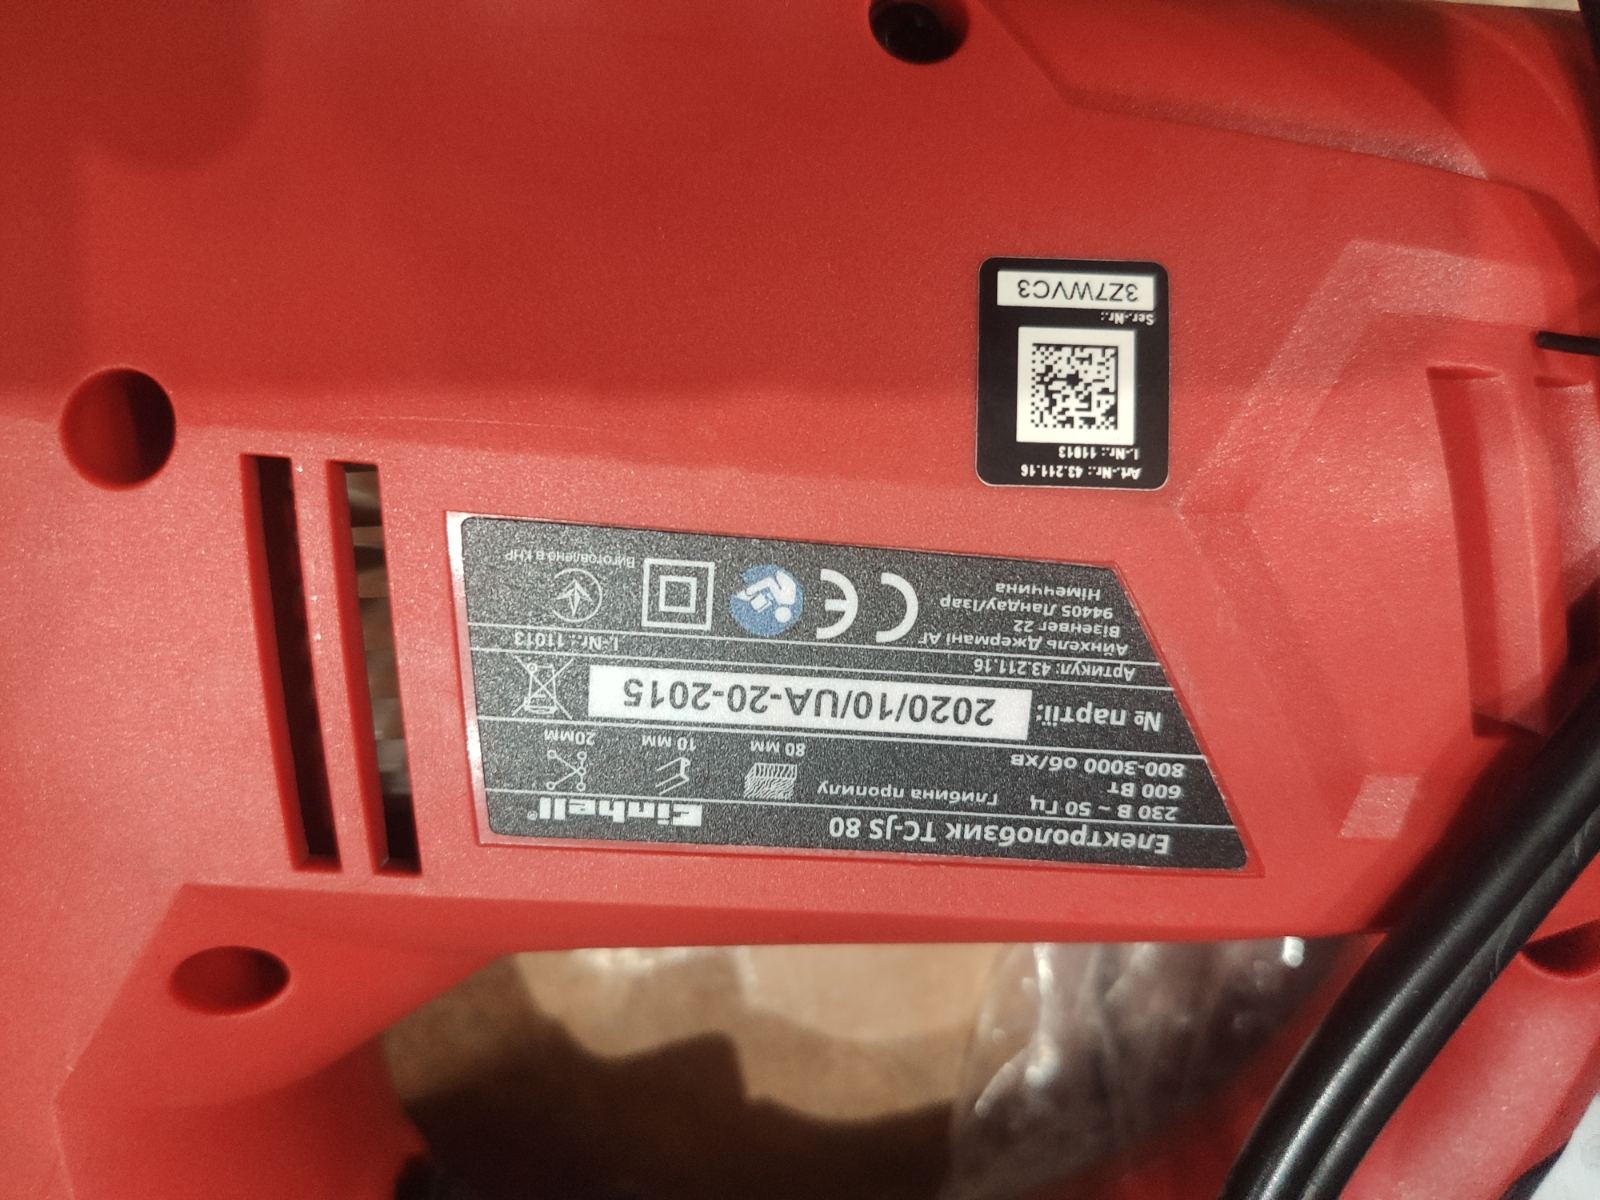 Електролобзик TC-JS 80
Einhell®
230 В ~ 50 Гц
600 Вт
800-3000 об/хв
Глибина пропилу
80 мм
10 мм
20мм
№ партії:
2020/10/UA-20-2015
Артикул: 43.211.16
I.-Nr.: 11013
Айнхель Джермані АГ
Візенвег 22
94405 Ландау/Ізар
Німеччина
CE
Виготовлено в КНР
Art.-Nr.: 43.211.16
I.-Nr.: 11013
Ser.-Nr.:
3Z7WVC3